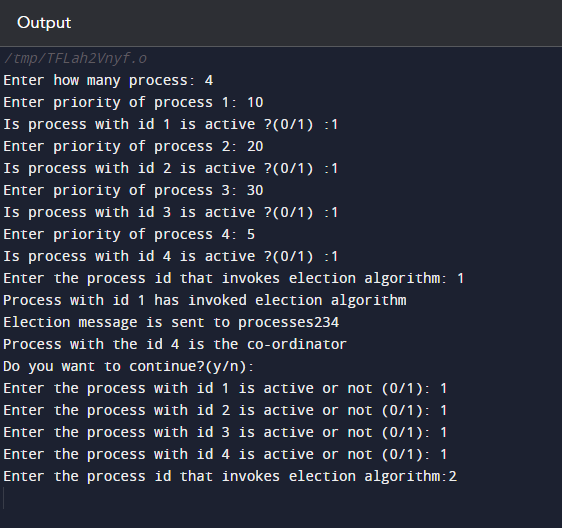 Output
/tmp/TFLah2Vnyf.o
Enter how many process: 4
Enter priority of process 1: 10
Is process with id 1 is active ?(0/1) :1
Enter priority of process 2: 20
Is process with id 2 is active ?(0/1) :1
Enter priority of process 3: 30
Is process with id 3 is active ?(0/1) :1
Enter priority of process 4: 5
Is process with id 4 is active ?(0/1) :1
Enter the process id that invokes election algorithm: 1
Process with id 1 has invoked election algorithm
Election message is sent to processes234
Process with the id 4 is the co-ordinator
Do you want to continue?(y/n):
Enter the process with id 1 is active or not (0/1): 1
Enter the process with id 2 is active or not (0/1): 1
Enter the process with id 3 is active or not (0/1): 1
Enter the process with id 4 is active or not (0/1): 1
Enter the process id that invokes election algorithm:2